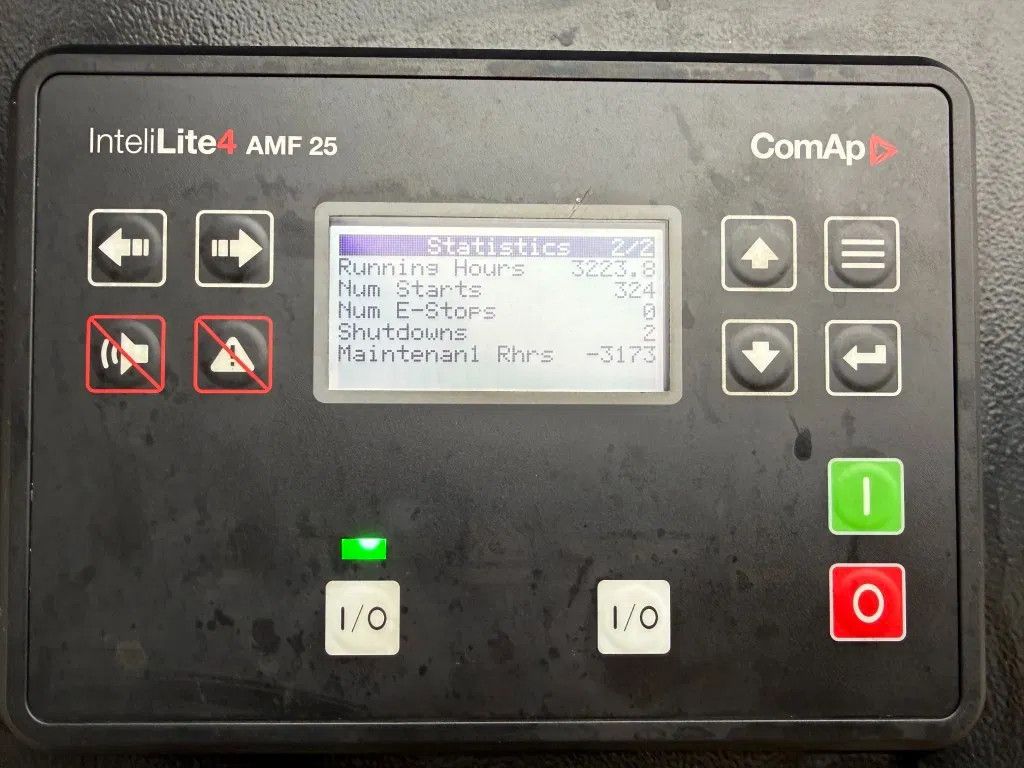 InteliLite4 AMF 25
ComAp
Statistics 2/2
Running Hours 3223.8
Num Starts 324
Num E-Stops 0
Shutdowns 2
Maintenan1 Rhrs -3173
I
I/O
I/O
O